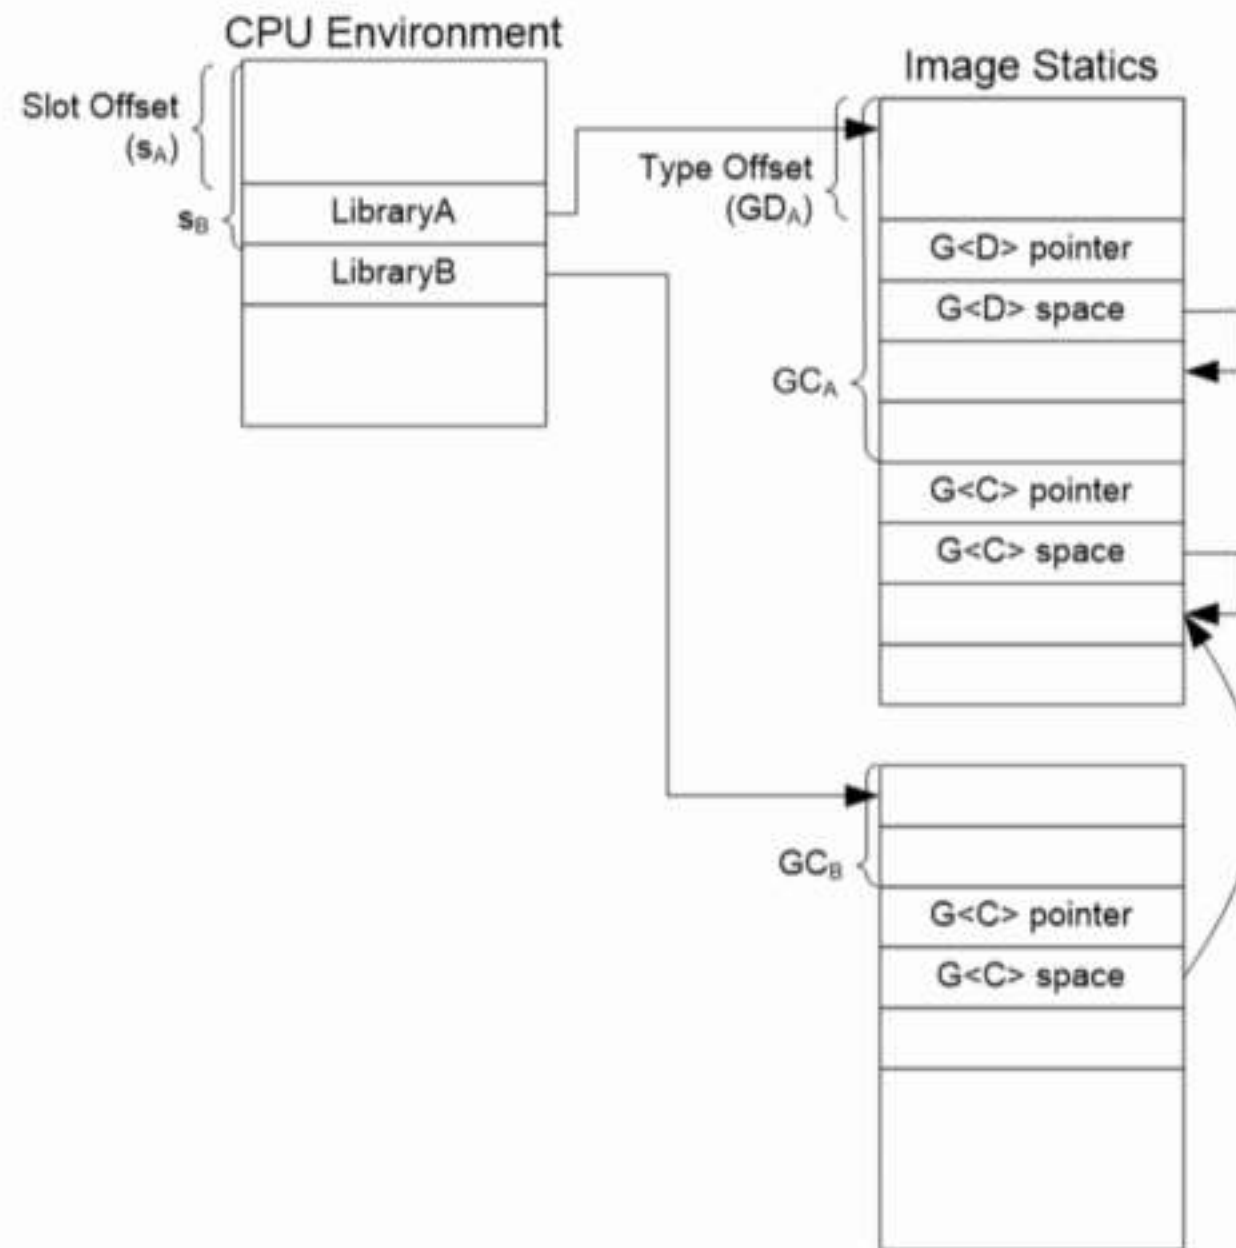 CPU Environment
Slot Offset
(sA)
sB
LibraryA
LibraryB
Image Statics
Type Offset
(GDA)
G<D> pointer
G<D> space
GCA
G<C> pointer
G<C> space
GCB
G<C> pointer
G<C> space